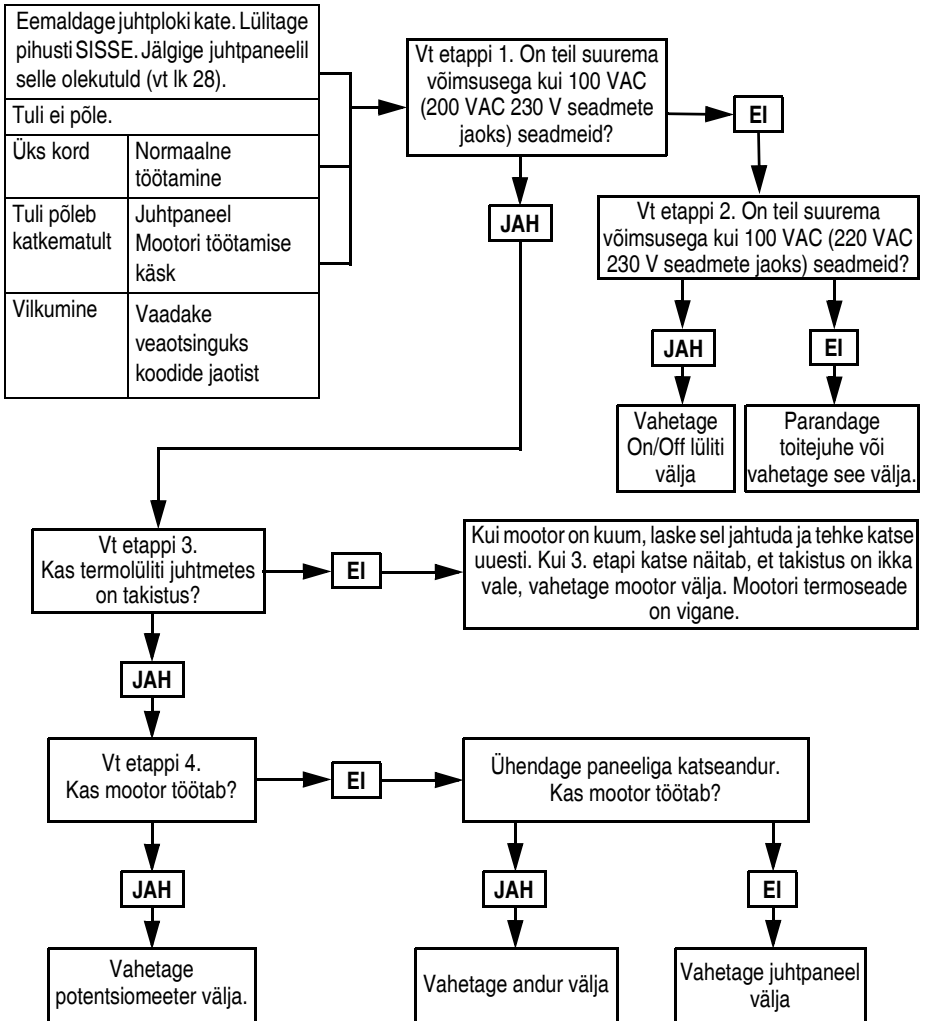 Eemaldage juhtploki kate. Lülitage
pihusti SISSE. Jälgige juhtpaneelil
selle olekutuld (vt lk 28).
Tuli ei põle.
Üks kord
Normaalne
töötamine
Tuli põleb
katkematult
Juhtpaneel
Mootori töötamise
käsk
Vilkumine
Vaadake
veaotsinguks
koodide jaotist
Vt etappi 1. On teil suurema
võimsusega kui 100 VAC
(200 VAC 230 V seadmete
jaoks) seadmeid?
EI
JAH
Vt etappi 2. On teil suurema
võimsusega kui 100 VAC (220 VAC
230 V seadmete jaoks) seadmeid?
JAH
EI
Vahetage
On/Off lüliti
välja
Parandage
toitejuhe või
vahetage see välja.
Vt etappi 3.
Kas termolüliti juhtmetes
on takistus?
EI
Kui mootor on kuum, laske sel jahtuda ja tehke katse
uuesti. Kui 3. etapi katse näitab, et takistus on ikka
vale, vahetage mootor välja. Mootori termoseade
on vigane.
JAH
Vt etappi 4.
Kas mootor töötab?
EI
Ühendage paneeliga katseandur.
Kas mootor töötab?
JAH
JAH
EI
Vahetage
potentsiomeeter välja.
Vahetage andur välja
Vahetage juhtpaneel
välja